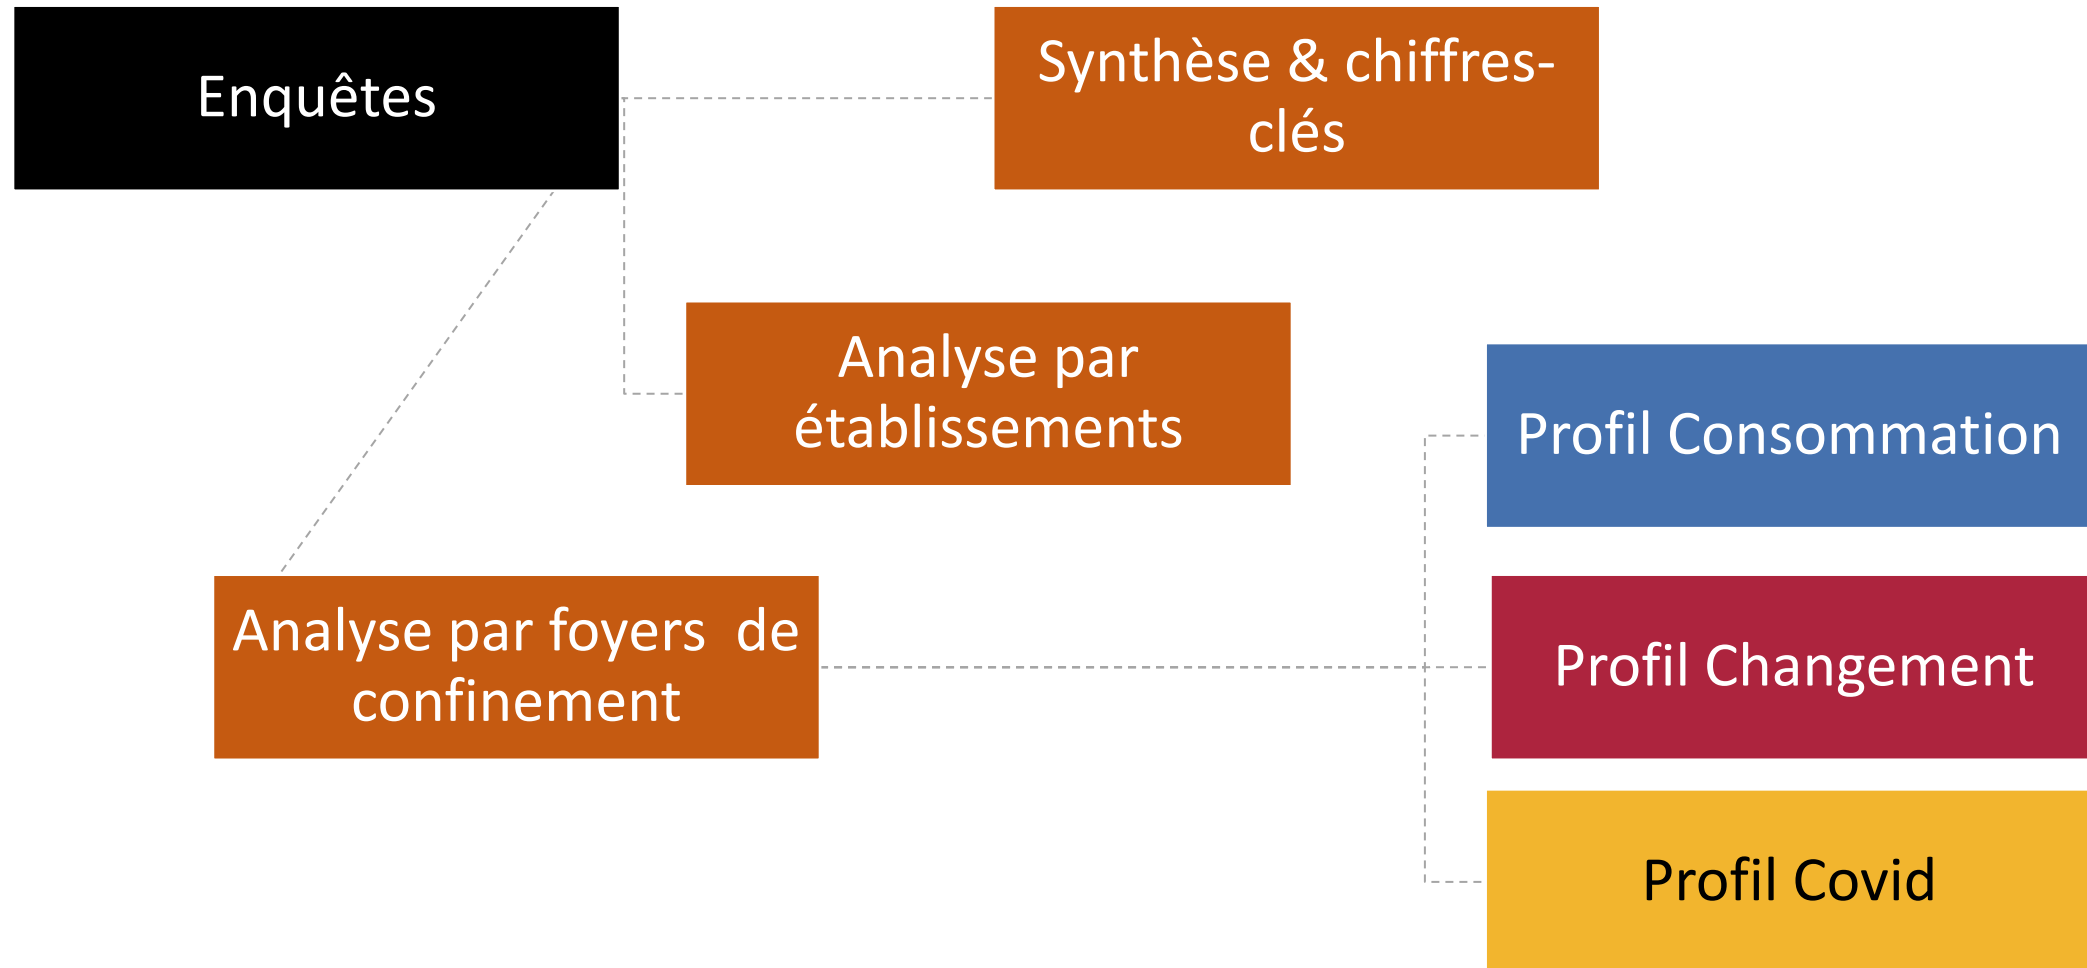 Enquêtes
Synthèse & chiffres-
clés
Analyse par
établissements
Profil Consommation
Analyse par foyers  de
confinement
Profil Changement
Profil Covid